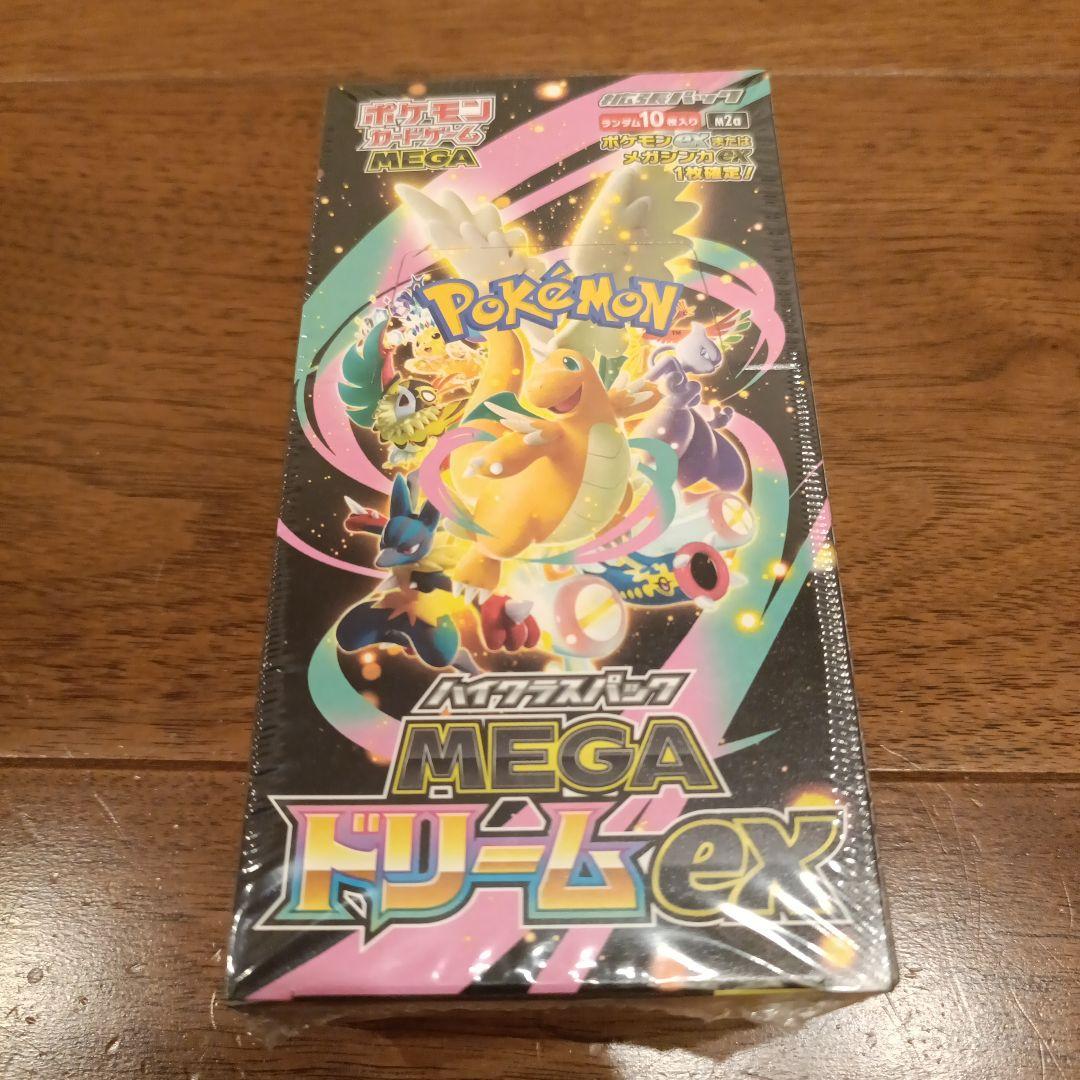 ポケモン
カードゲーム
MEGA
拡張パック
ランダム10枚入り M2a
ポケモンexまたは
メガシンカex
1枚確定!
POKéMON
TM
ハイクラスパック
MEGA
ドリームex